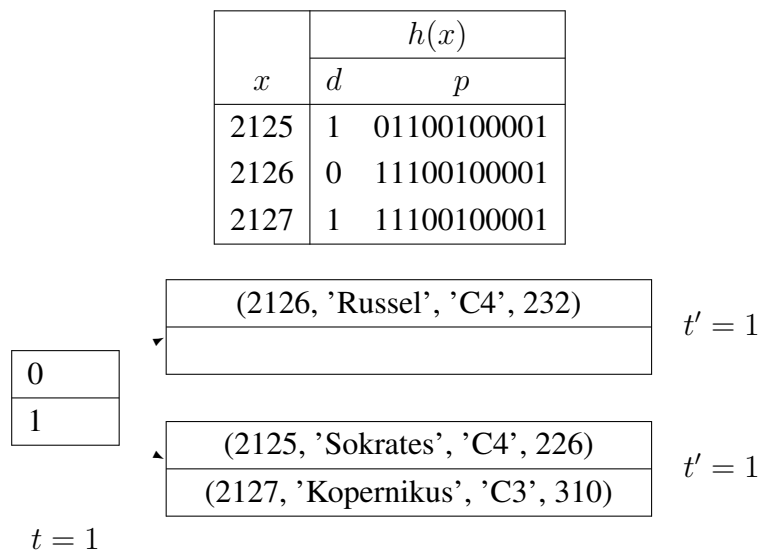 h(x)
x d p
2125 1 01100100001
2126 0 11100100001
2127 1 11100100001
(2126, ’Russel’, ’C4’, 232)
t′ = 1
0
1
(2125, ’Sokrates’, ’C4’, 226)
(2127, ’Kopernikus’, ’C3’, 310)
t′ = 1
t = 1